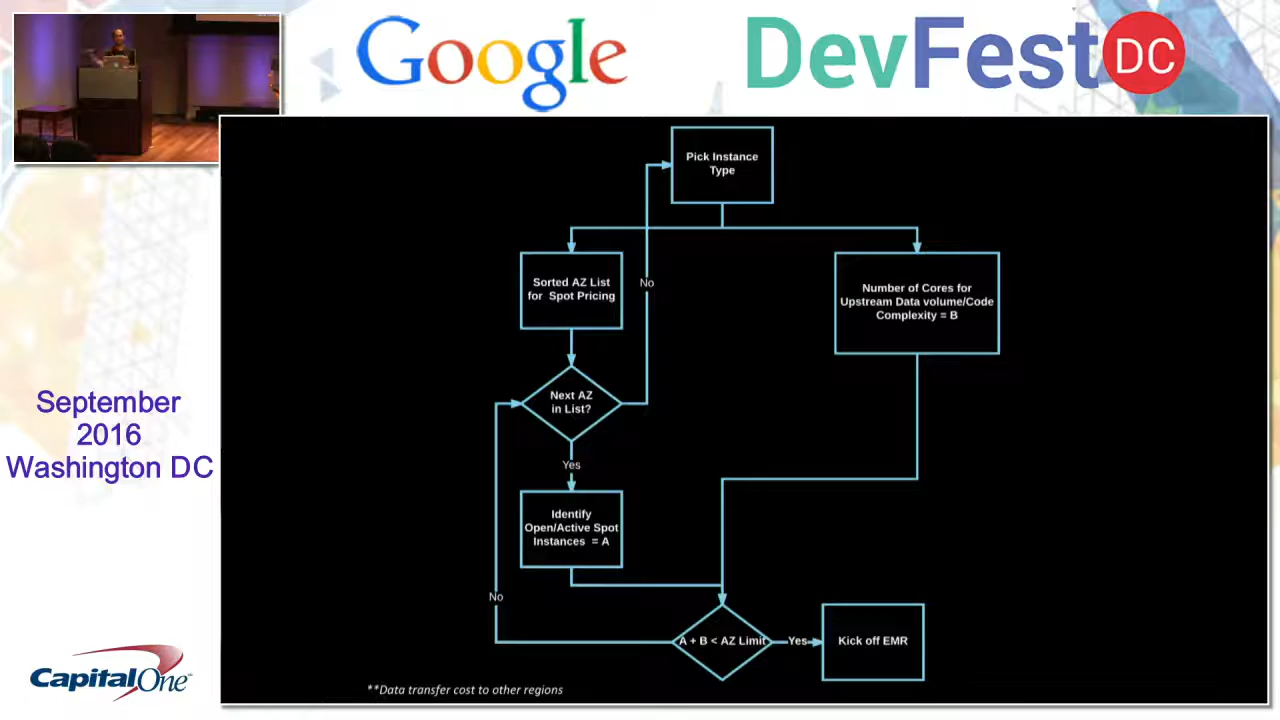 Google
DevFest DC
Pick Instance
Type
Sorted AZ List
for Spot Pricing
No
Number of Cores for
Upstream Data volume/Code
Complexity = B
Next AZ
in List?
Yes
Identify
Open/Active Spot
Instances = A
No
A + B < AZ Limit
Yes
Kick off EMR
**Data transfer cost to other regions
September
2016
Washington DC
CapitalOne